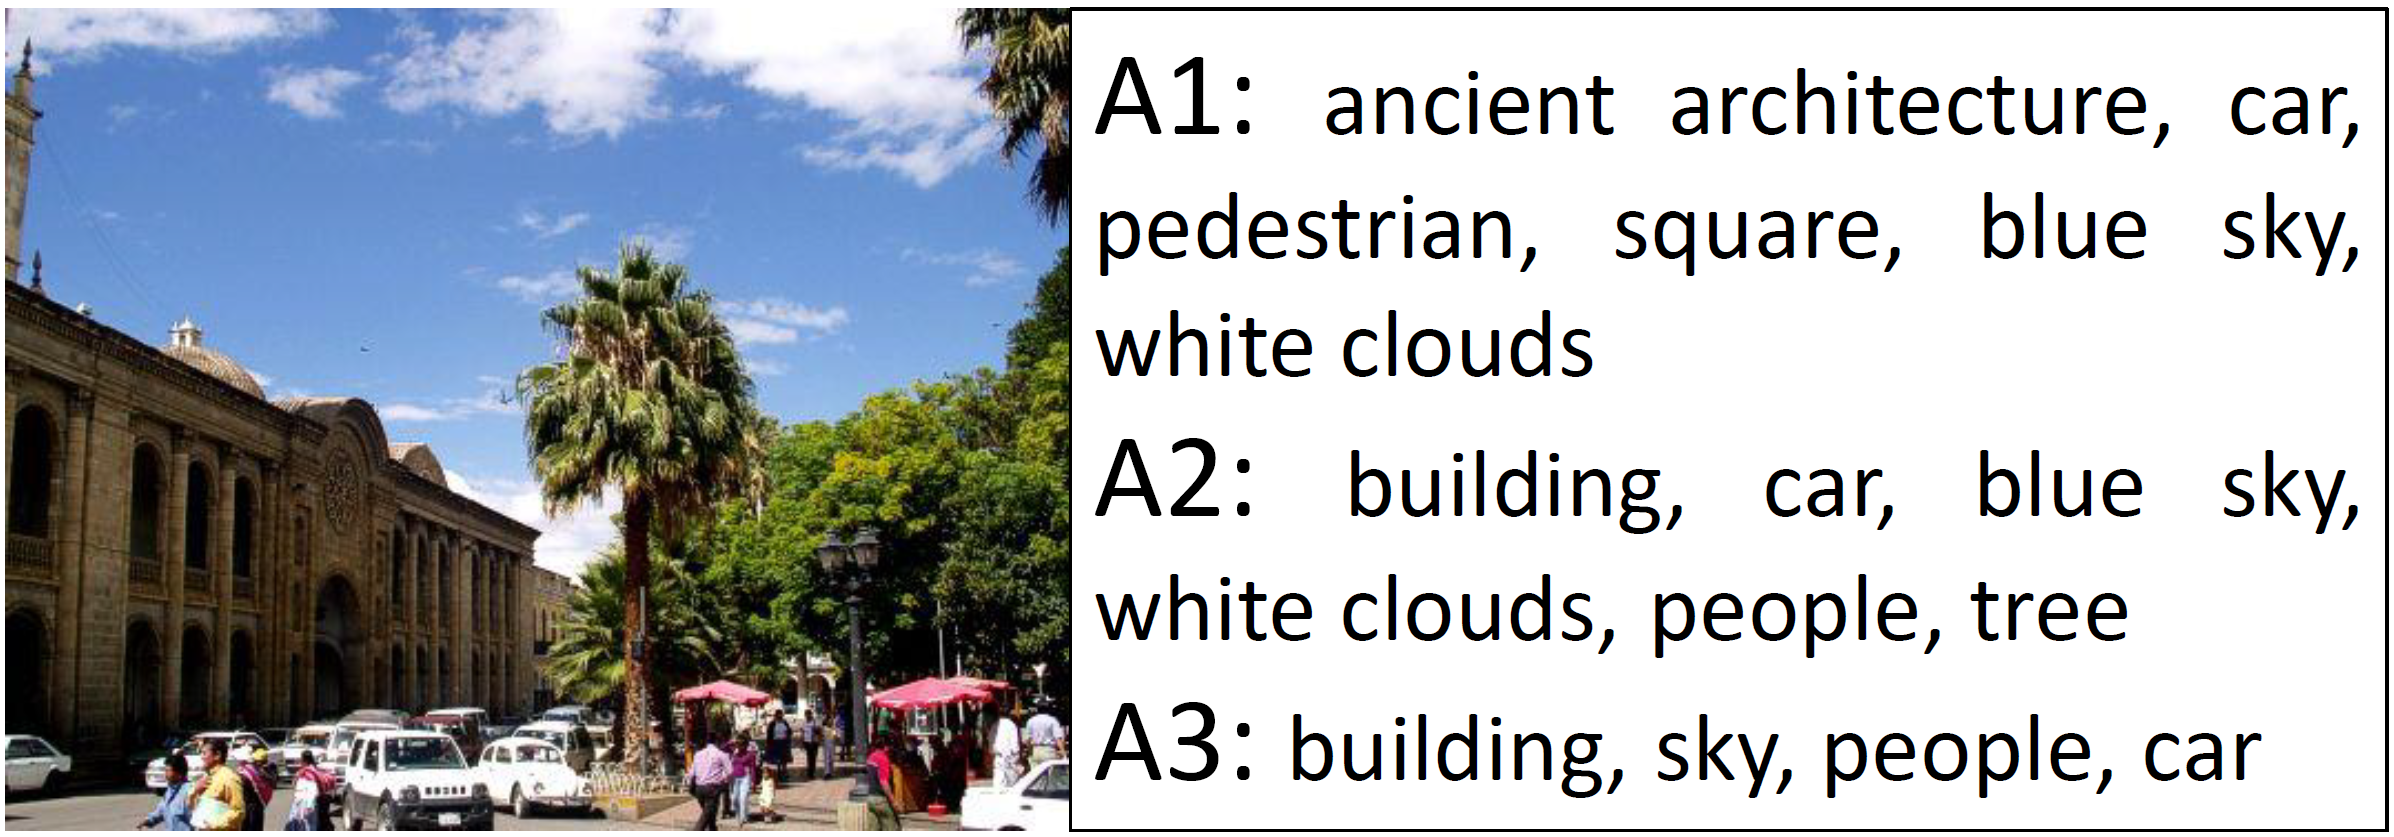 A1: ancient architecture, car,
pedestrian, square, blue sky,
white clouds
A2: building, car, blue sky,
white clouds, people, tree
A3: building, sky, people, car